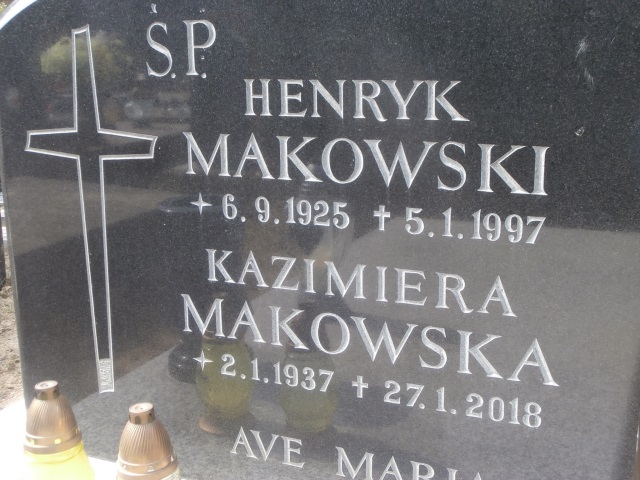 Ś.P.
HENRYK
MAKOWSKI
✦ 6.9.1925 ✝ 5.1.1997
KAZIMIERA
MAKOWSKA
✦ 2.1.1937 ✝ 27.1.2018
AVE MARIA